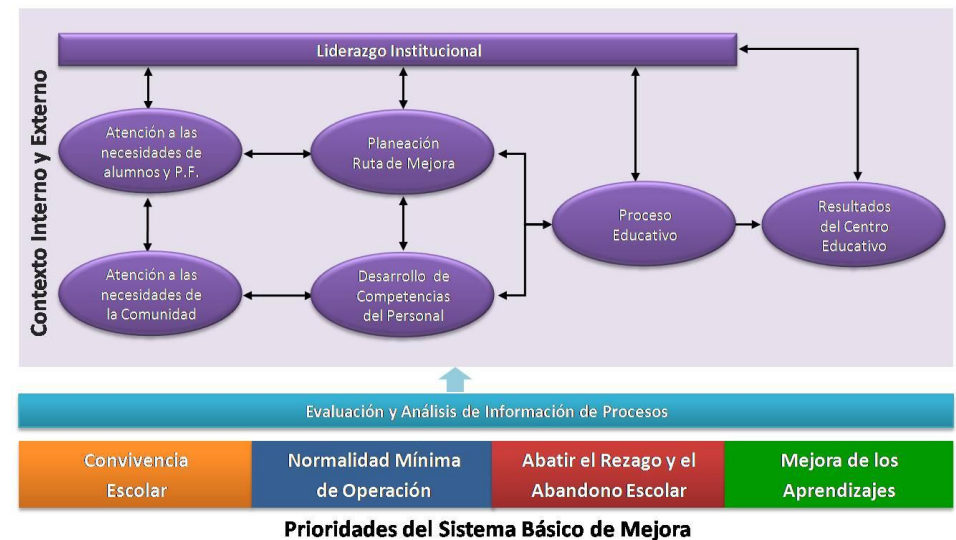 Liderazgo Institucional
Contexto Interno y Externo
Atención a las
necesidades de
alumnos y P.F.
Planeación
Ruta de Mejora
Proceso
Educativo
Resultados
del Centro
Educativo
Atención a las
necesidades de
la Comunidad
Desarrollo de
Competencias
del Personal
Evaluación y Análisis de Información de Procesos
Convivencia
Escolar
Normalidad Mínima
de Operación
Abatir el Rezago y el
Abandono Escolar
Mejora de los
Aprendizajes
Prioridades del Sistema Básico de Mejora